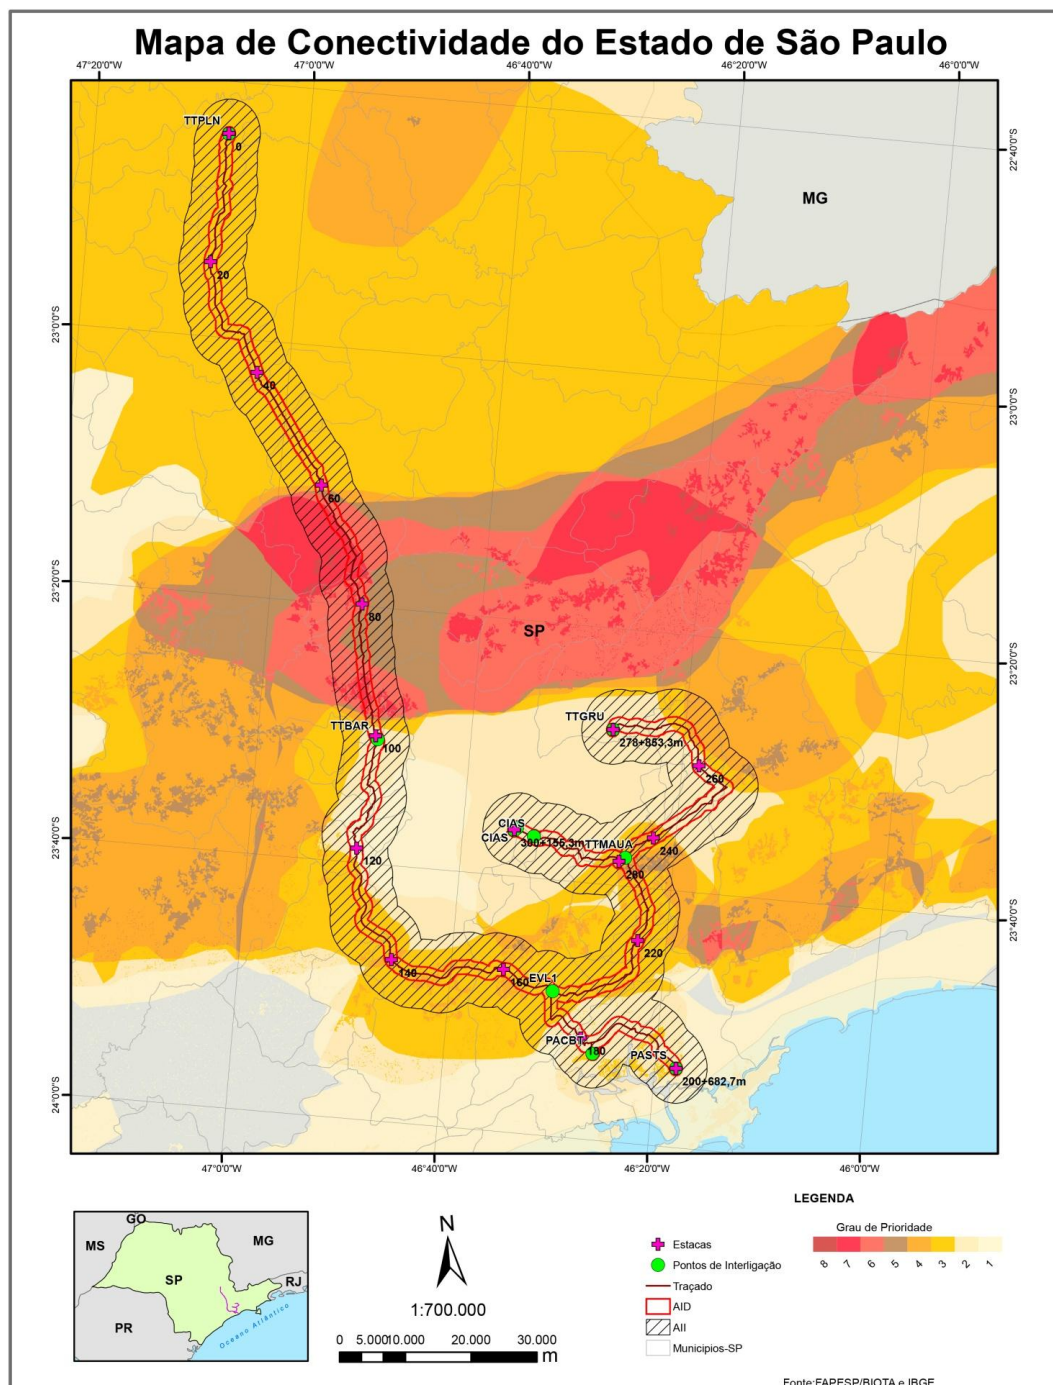 Mapa de Conectividade do Estado de São Paulo
47°20'0"W 47°0'0"W 46°40'0"W 46°20'0"W 46°0'0"W
TTPLN
0
22°40'0"S
MG
20
23°0'0"S
40
23°0'0"S
60
23°20'0"S
80
SP
23°20'0"S
TTBAR
100
TTGRU
278+853,3m
260
CIAS
CIAS
300+156,3m
TTMAUA
240
280
23°40'0"S
120
23°40'0"S
220
140
160
EVL1
PACBT
180
PASTS
200+682,7m
24°0'0"S
47°0'0"W 46°40'0"W 46°20'0"W 46°0'0"W
GO
MS
MG
SP
RJ
PR
Oceano Atlântico
N
1:700.000
0 5.000 10.000 20.000 30.000
m
LEGENDA
Grau de Prioridade
8 7 6 5 4 3 2 1
Estacas
Pontos de Interligação
Traçado
AID
AII
Municipios-SP
Fonte:FAPESP/BIOTA e IBGE